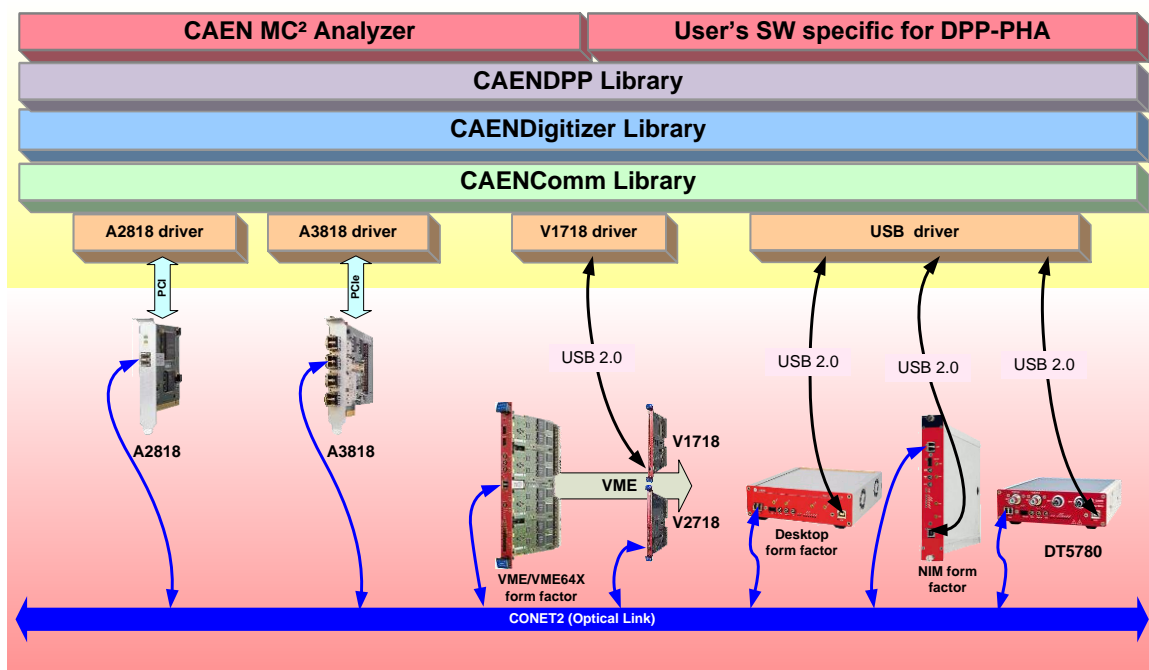 CAEN MC² Analyzer
User's SW specific for DPP-PHA
CAENDPP Library
CAENDigitizer Library
CAENComm Library
A2818 driver
A3818 driver
V1718 driver
USB driver
PCI
PCIe
USB 2.0
USB 2.0
USB 2.0
USB 2.0
A2818
A3818
V1718
VME
V2718
Desktop
form factor
DT5780
NIM form
factor
VME/VME64X
form factor
CONET2 (Optical Link)